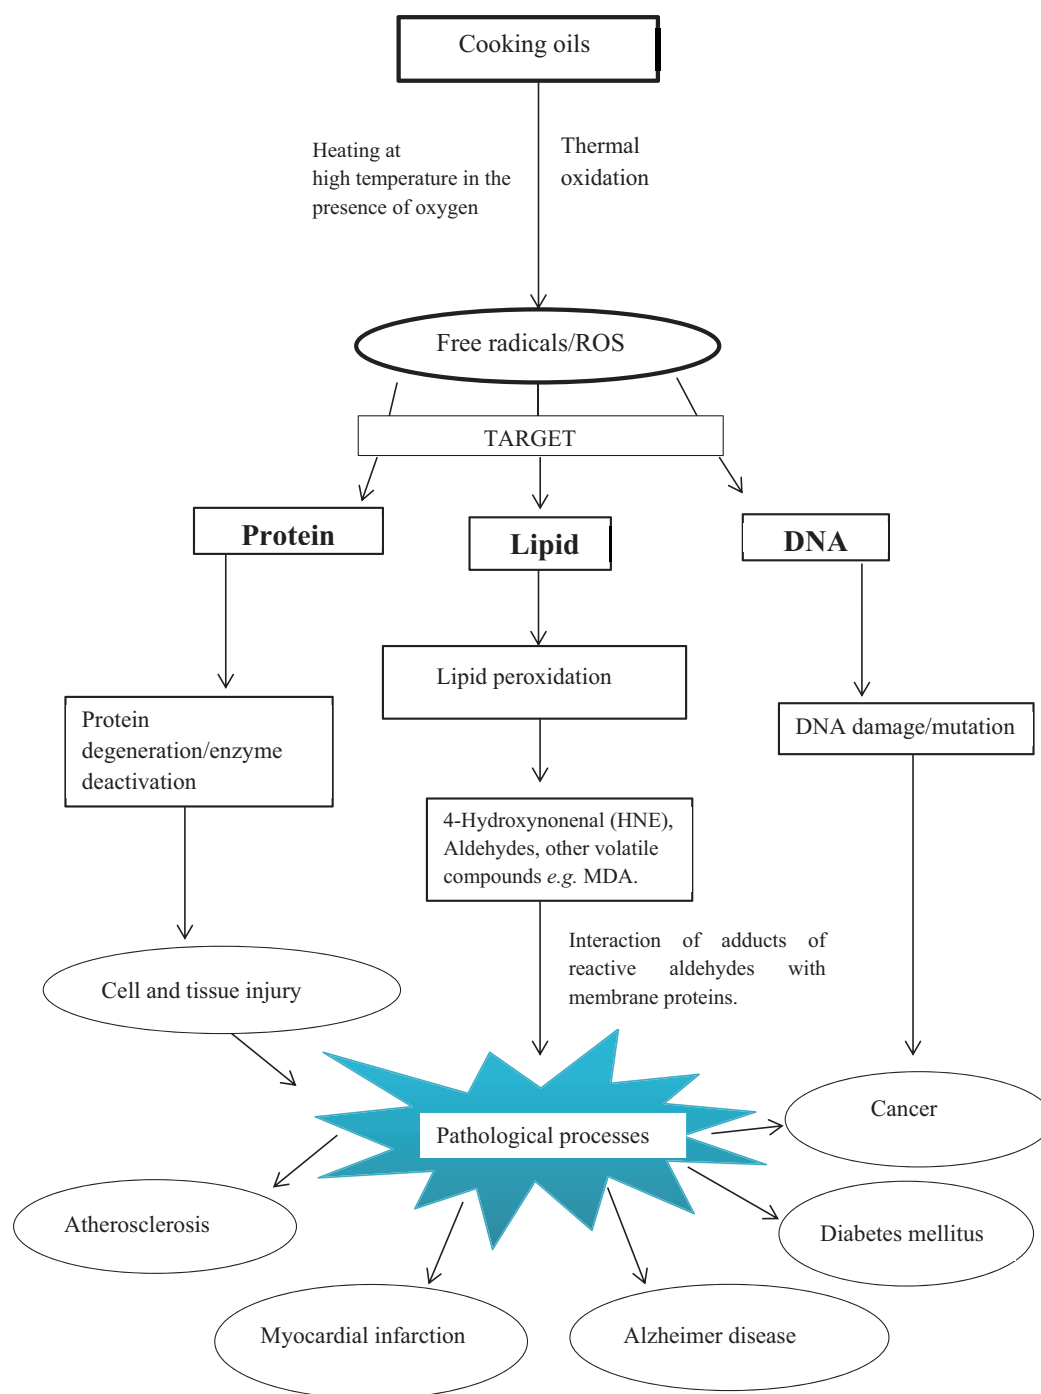 Cooking oils
Heating at
high temperature in the
presence of oxygen
Thermal
oxidation
Free radicals/ROS
TARGET
Protein
Lipid
DNA
Protein
degeneration/enzyme
deactivation
Lipid peroxidation
DNA damage/mutation
4-Hydroxynonenal (HNE),
Aldehydes, other volatile
compounds e.g. MDA.
Interaction of adducts of
reactive aldehydes with
membrane proteins.
Cell and tissue injury
Pathological processes
Cancer
Atherosclerosis
Diabetes mellitus
Myocardial infarction
Alzheimer disease